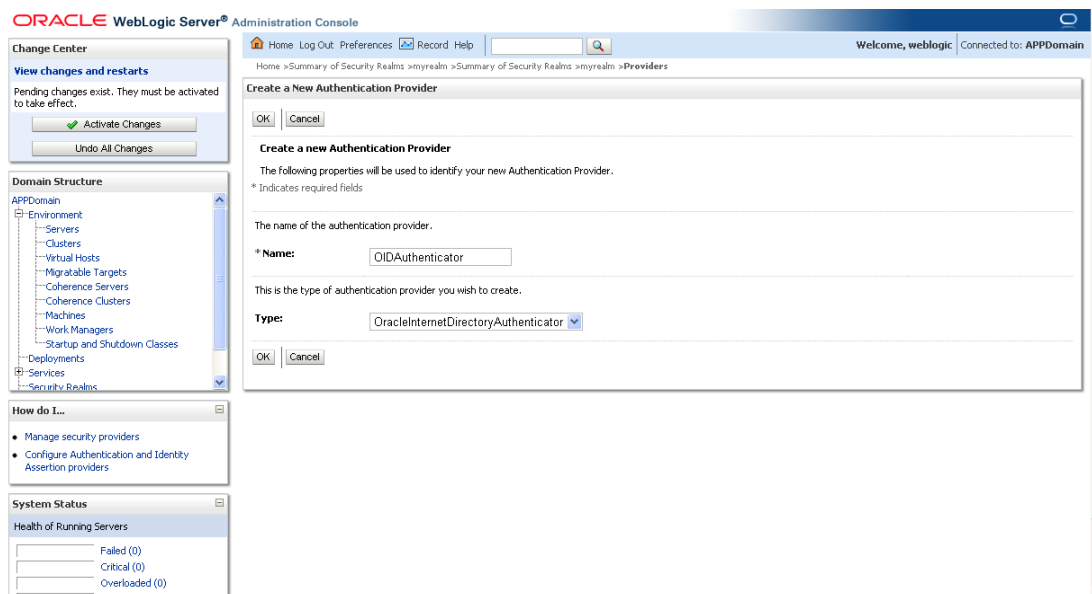 ORACLE WebLogic Server® Administration Console
Change Center
View changes and restarts
Pending changes exist. They must be activated
to take effect.
Activate Changes
Undo All Changes
Domain Structure
APPDomain
Environment
Servers
Clusters
Virtual Hosts
Migratable Targets
Coherence Servers
Coherence Clusters
Machines
Work Managers
Startup and Shutdown Classes
Deployments
Services
Security Realms
How do I...
Manage security providers
Configure Authentication and Identity
Assertion providers
System Status
Health of Running Servers
Failed (0)
Critical (0)
Overloaded (0)
Home Log Out Preferences Record Help
Welcome, weblogic Connected to: APPDomain
Home >Summary of Security Realms >myrealm >Summary of Security Realms >myrealm >Providers
Create a New Authentication Provider
OK Cancel
Create a new Authentication Provider
The following properties will be used to identify your new Authentication Provider.
* Indicates required fields
The name of the authentication provider.
* Name: OIDAuthenticator
This is the type of authentication provider you wish to create.
Type: OracleInternetDirectoryAuthenticator
OK Cancel